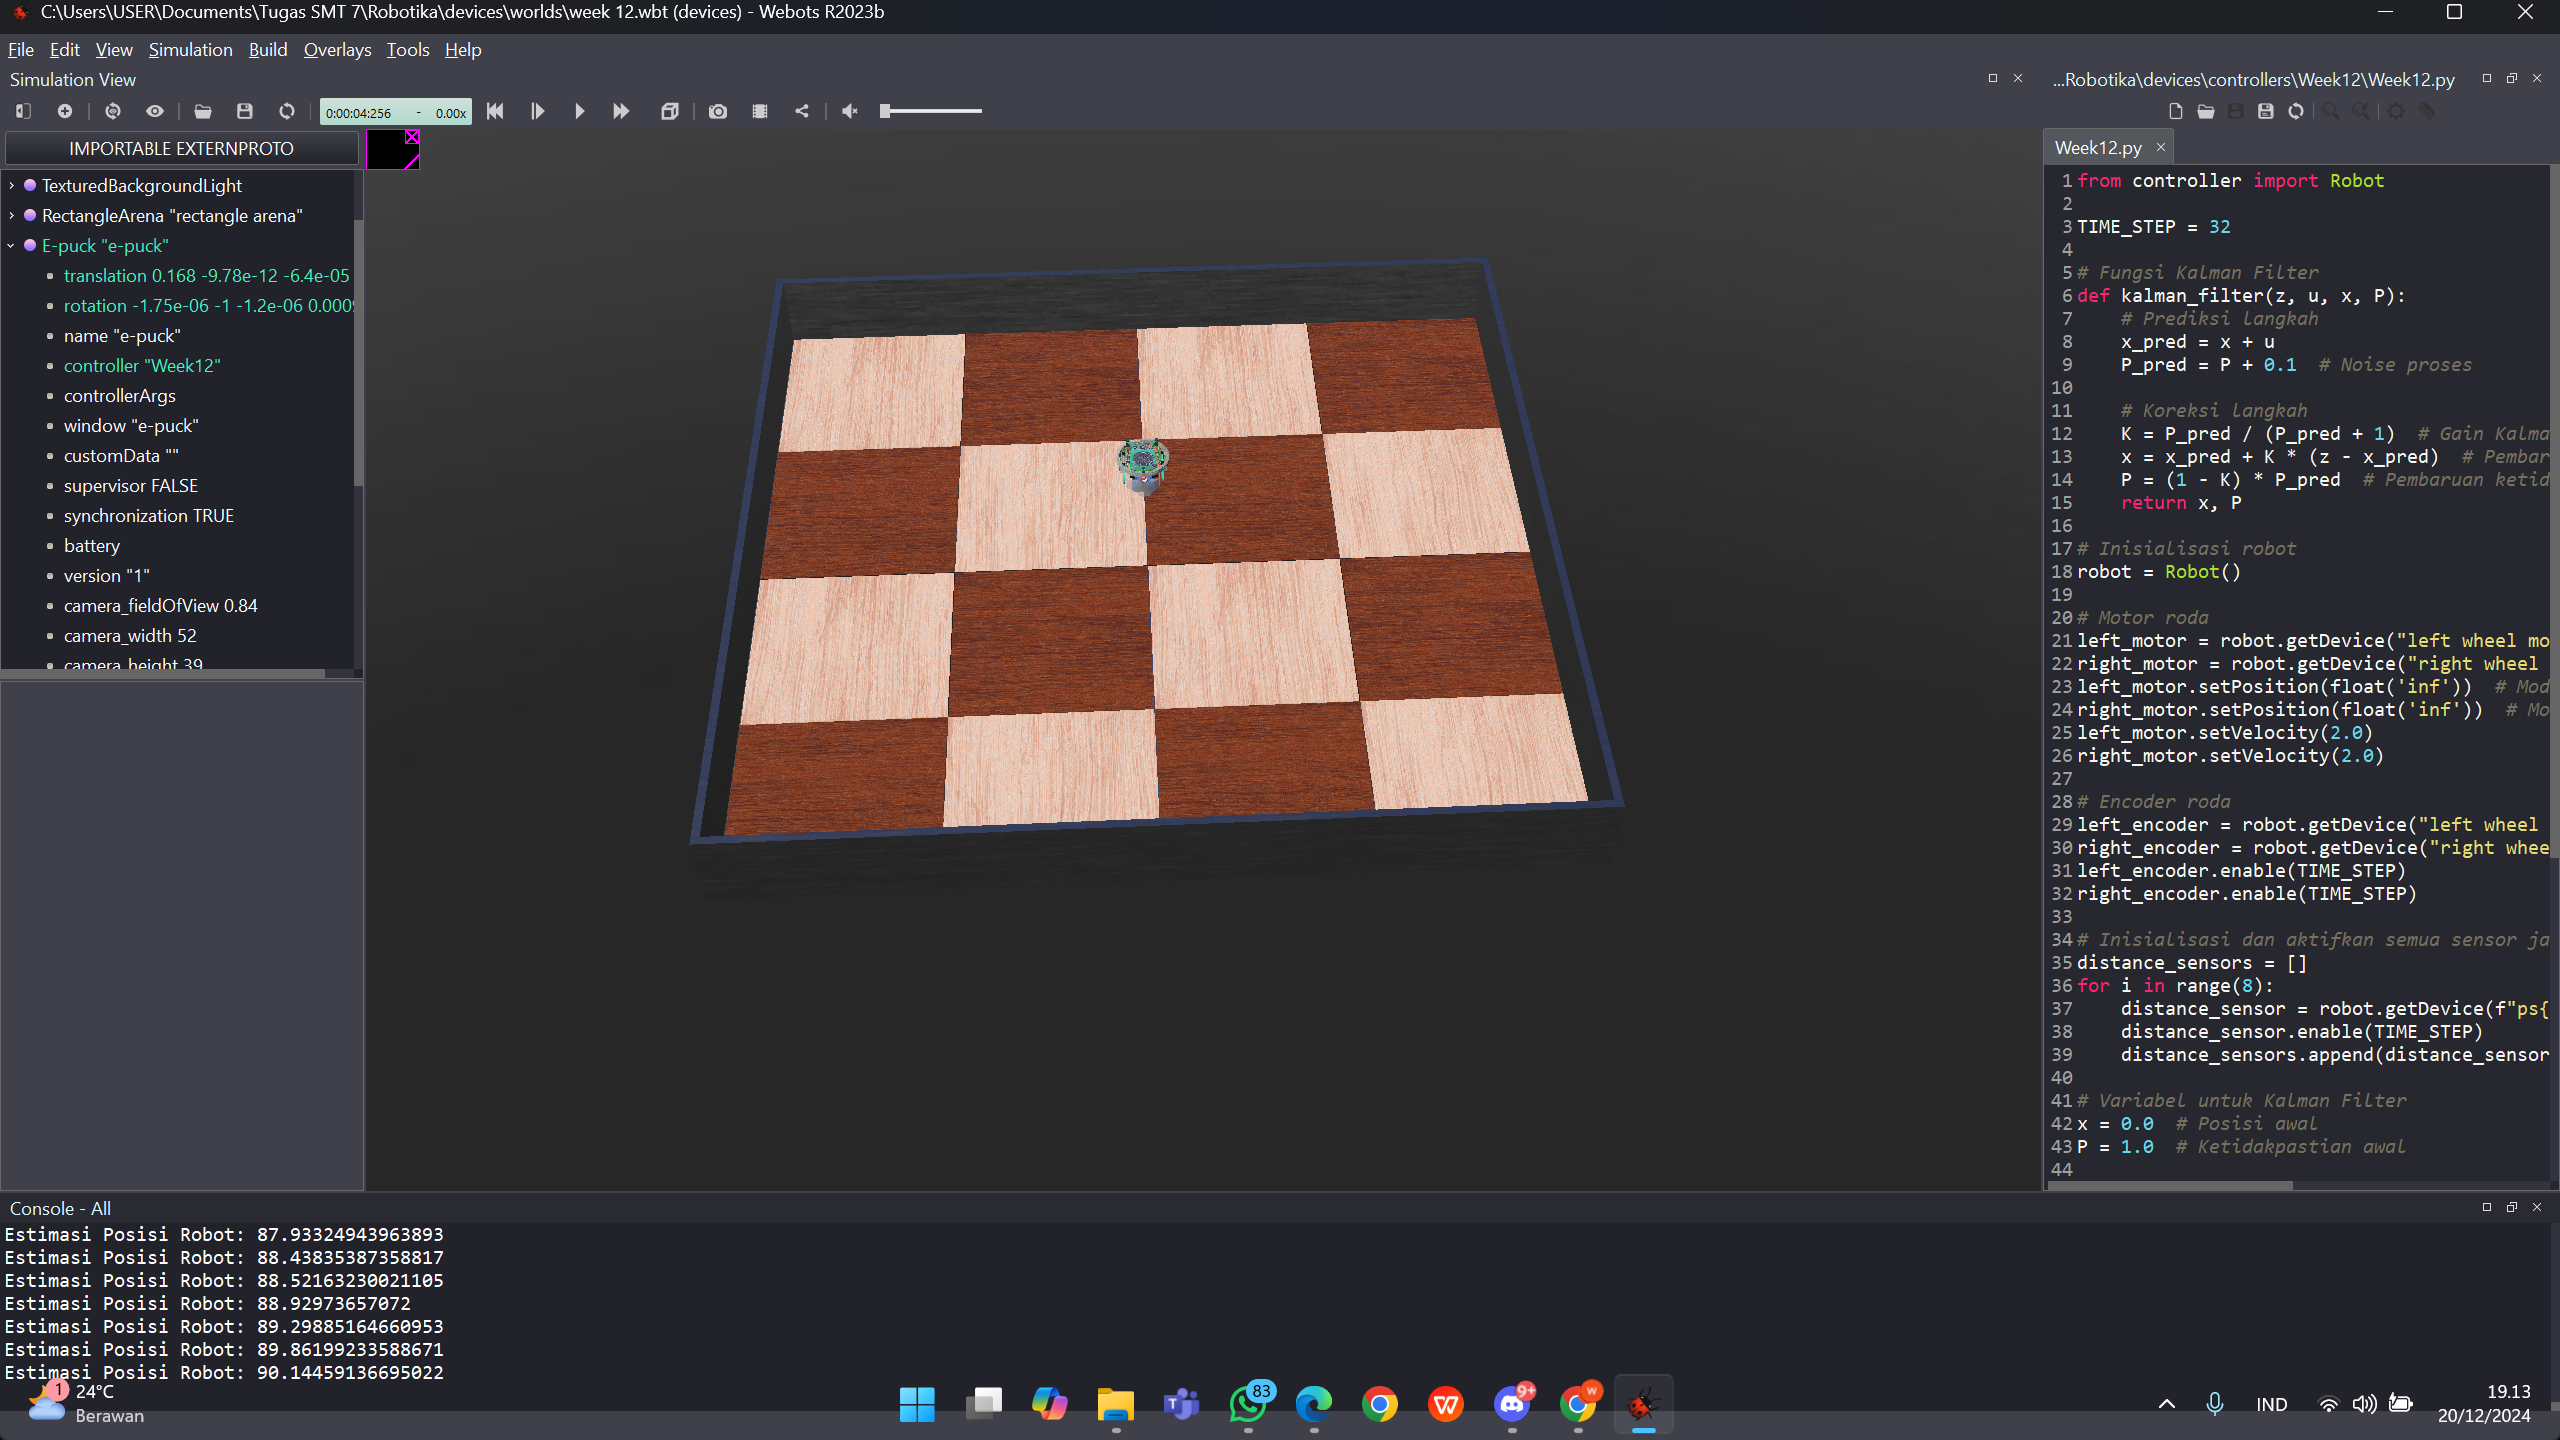 C:\Users\USER\Documents\Tugas SMT 7\Robotika\devices\worlds\week 12.wbt (devices) - Webots R2023b
File Edit View Simulation Build Overlays Tools Help
Simulation View
0:00:04:256 - 0.00x
IMPORTABLE EXTERNPROTO
TexturedBackgroundLight
RectangleArena "rectangle arena"
E-puck "e-puck"
translation 0.168 -9.78e-12 -6.4e-05
rotation -1.75e-06 -1 -1.2e-06 0.000
name "e-puck"
controller "Week12"
controllerArgs
window "e-puck"
customData ""
supervisor FALSE
synchronization TRUE
battery
version "1"
camera_fieldOfView 0.84
camera_width 52
camera_height 39
...Robotika\devices\controllers\Week12\Week12.py
Week12.py
1 from controller import Robot
2
3 TIME_STEP = 32
4
5 # Fungsi Kalman Filter
6 def kalman_filter(z, u, x, P):
7     # Prediksi langkah
8     x_pred = x + u
9     P_pred = P + 0.1  # Noise proses
10
11     # Koreksi langkah
12     K = P_pred / (P_pred + 1)  # Gain Kalma
13     x = x_pred + K * (z - x_pred)  # Pembar
14     P = (1 - K) * P_pred  # Pembaruan ketid
15     return x, P
16
17 # Inisialisasi robot
18 robot = Robot()
19
20 # Motor roda
21 left_motor = robot.getDevice("left wheel mo
22 right_motor = robot.getDevice("right wheel
23 left_motor.setPosition(float('inf'))  # Mod
24 right_motor.setPosition(float('inf'))  # Mo
25 left_motor.setVelocity(2.0)
26 right_motor.setVelocity(2.0)
27
28 # Encoder roda
29 left_encoder = robot.getDevice("left wheel
30 right_encoder = robot.getDevice("right whee
31 left_encoder.enable(TIME_STEP)
32 right_encoder.enable(TIME_STEP)
33
34 # Inisialisasi dan aktifkan semua sensor ja
35 distance_sensors = []
36 for i in range(8):
37     distance_sensor = robot.getDevice(f"ps{
38     distance_sensor.enable(TIME_STEP)
39     distance_sensors.append(distance_sensor
40
41 # Variabel untuk Kalman Filter
42 x = 0.0  # Posisi awal
43 P = 1.0  # Ketidakpastian awal
44
Console - All
Estimasi Posisi Robot: 87.93324943963893
Estimasi Posisi Robot: 88.43835387358817
Estimasi Posisi Robot: 88.52163230021105
Estimasi Posisi Robot: 88.92973657072
Estimasi Posisi Robot: 89.29885164660953
Estimasi Posisi Robot: 89.86199233588671
Estimasi Posisi Robot: 90.14459136695022
1
24°C
Berawan
83
9+
W
IND
19.13
20/12/2024